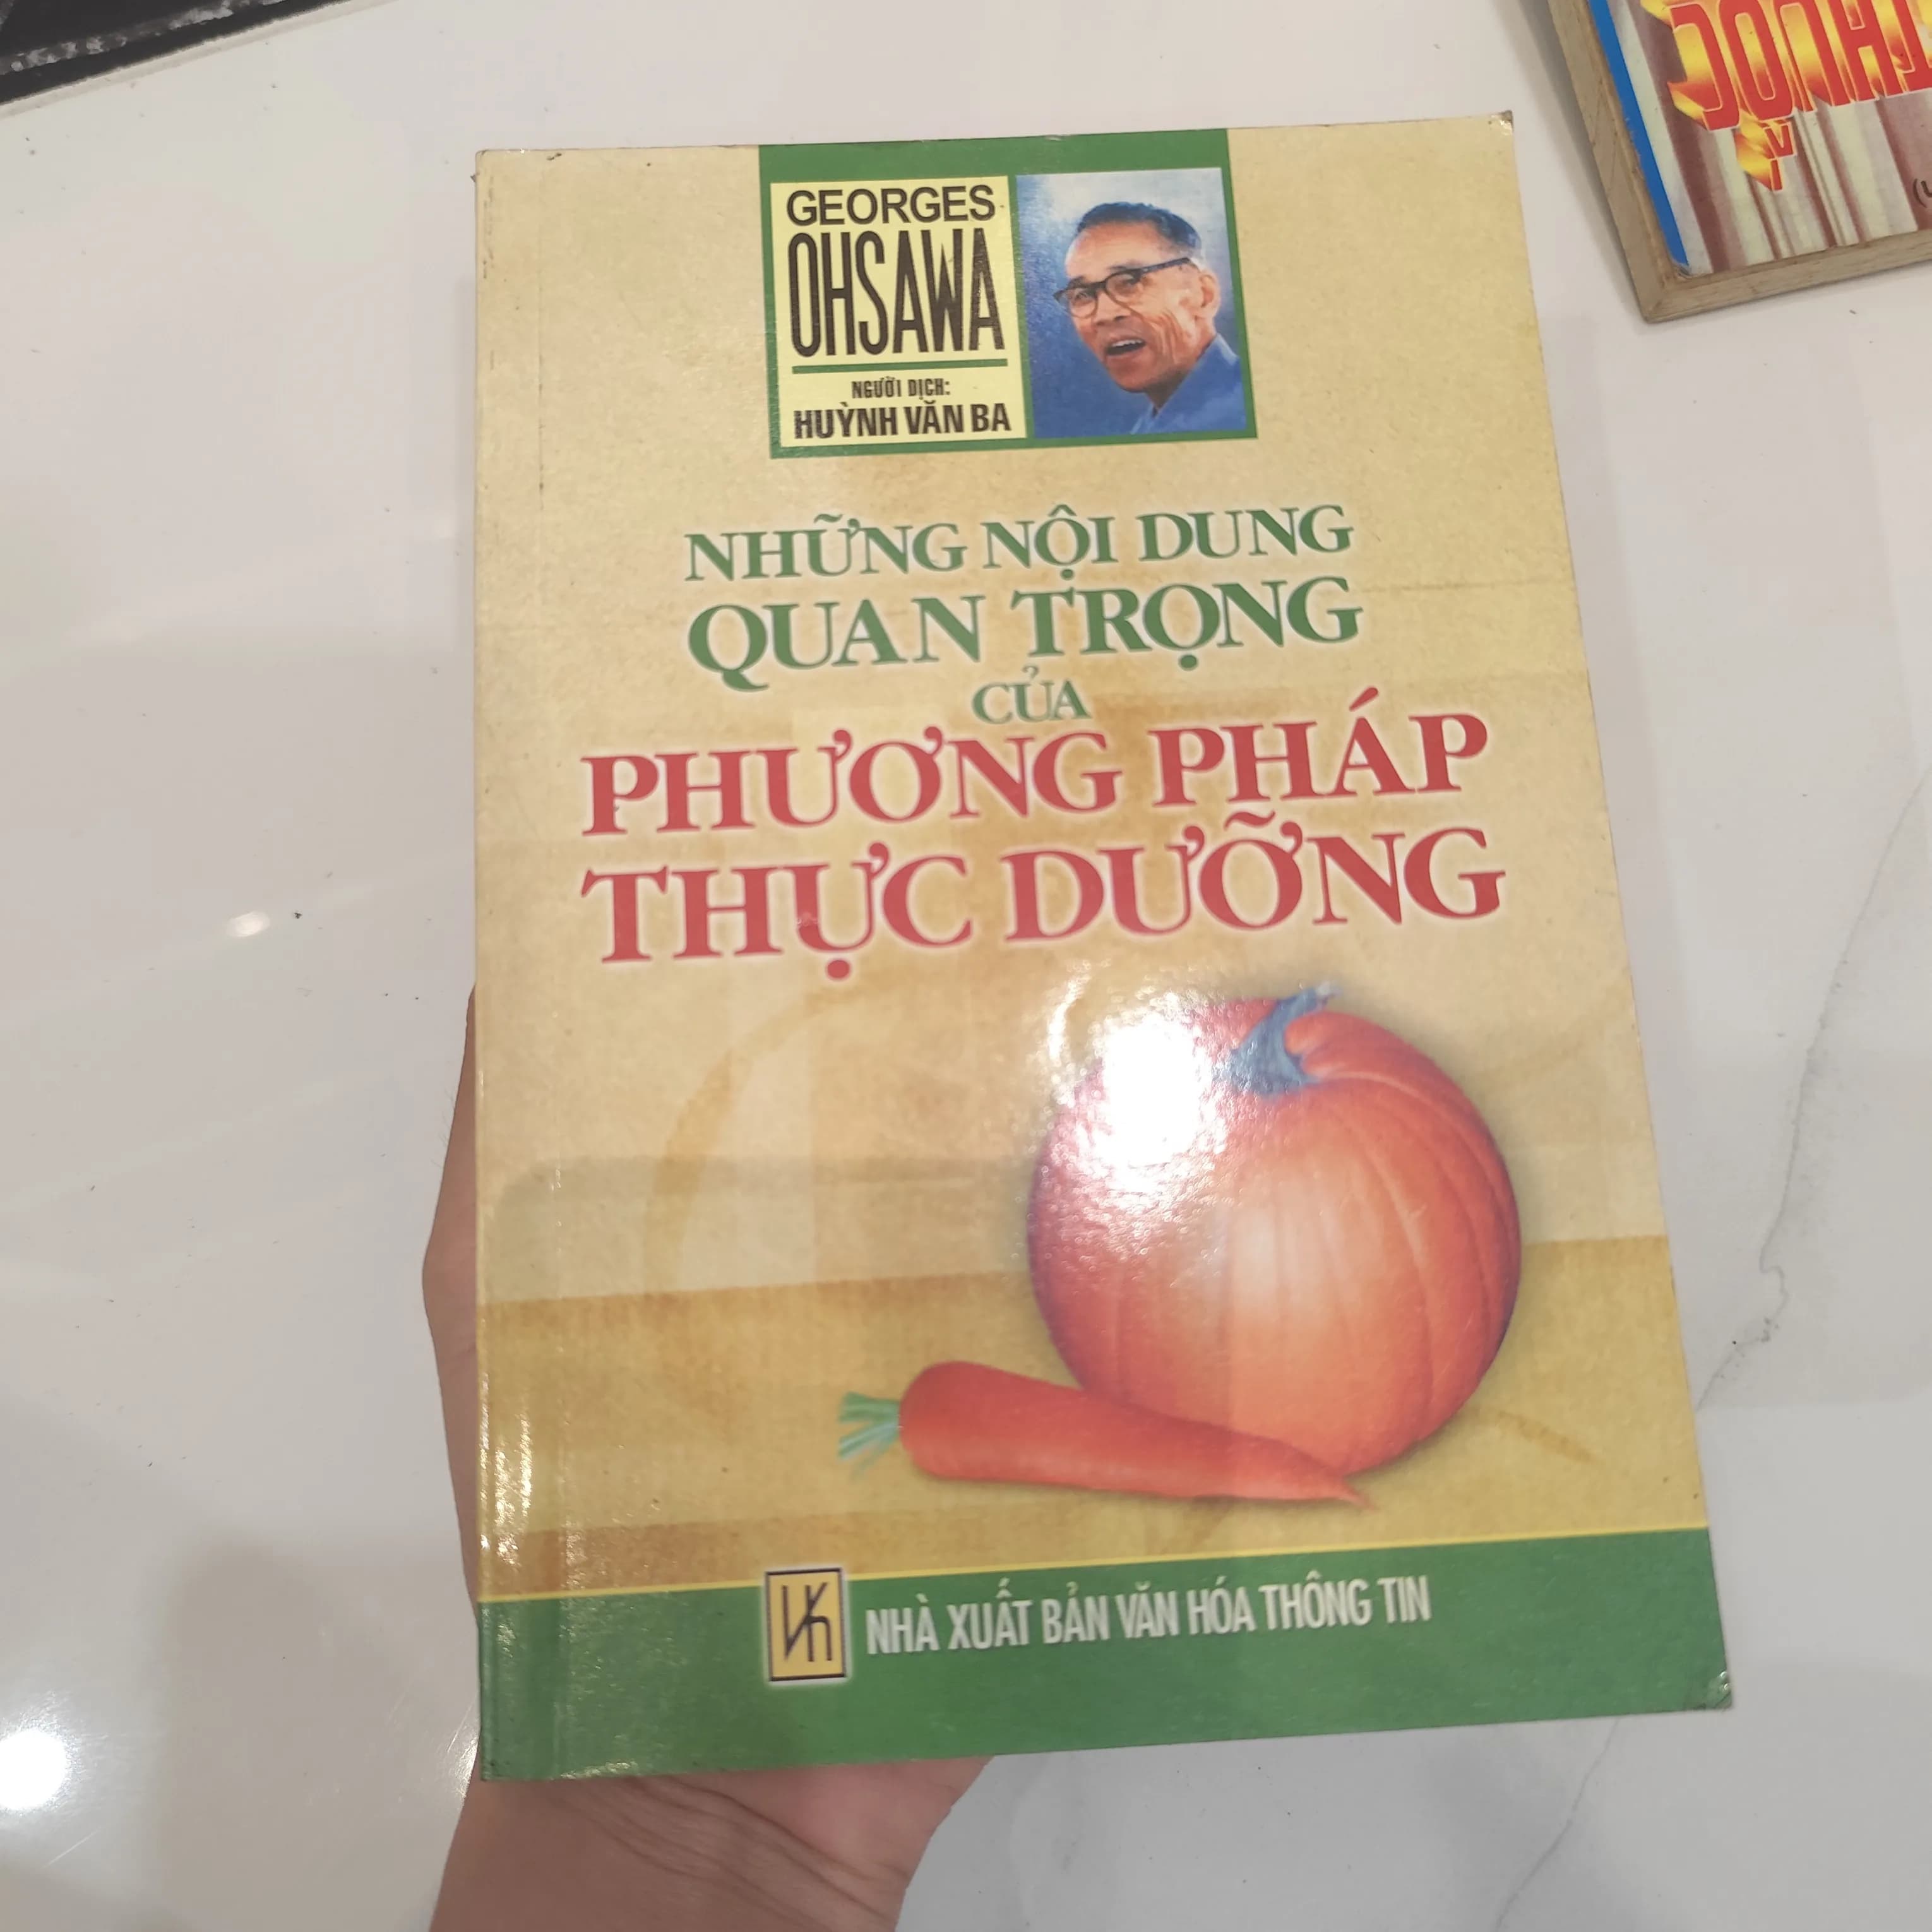 GEORGES
OHSAWA
NGƯỜI DỊCH:
HUỲNH VĂN BA
NHỮNG NỘI DUNG
QUAN TRỌNG
CỦA
PHƯƠNG PHÁP
THỰC DƯỠNG
NHÀ XUẤT BẢN VĂN HÓA THÔNG TIN